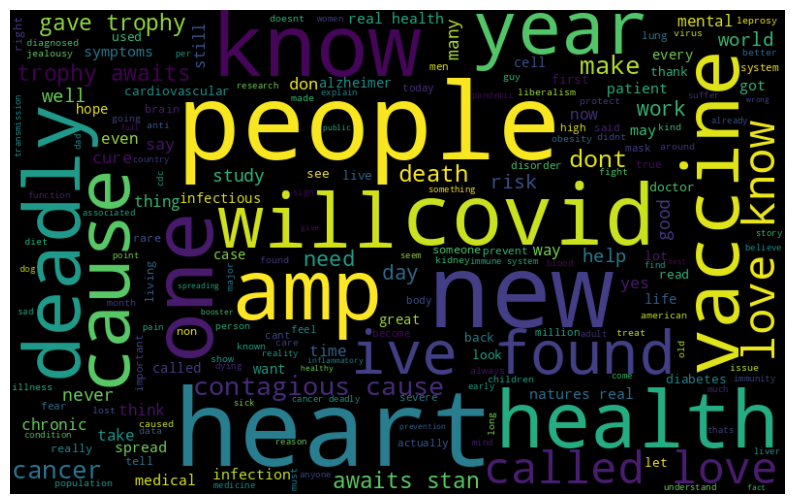 gave trophy
know
year
right
doesnt
women
real health
mental
leprosy
diagnosed
jealousy
used
per
still
many
lung
virus
better
symptoms
men
make
world
system
trophy awaits
don
alzheimer
cell
every
thank
guy
first
cardiovascular
patient
got
well
research
made
explain
today
liberalism
protect
suffer
wrong
hope
brain
pandemic
now
work
people
deadly
transmission
dad
going
full
anti
high
said
obesity
didnt
already
even
say
public
mask
around
may
kind
vaccine
cure
country
cdc
see
live
death
dont
true
disorder
fight
study
risk
doctor
thing
infectious
something
function
associated
sign
good
story
believe
love know
cause
one
will
covid
give
diet
point
rare
case
found
seem
need
someone
prevent
way
lot
find
dog
major
kidney
immune system
help
yes
read
blood
best
living
spreading
amp
day
new
month
body
life
american
sad
booster
great
million
adult
treat
pain
non
person
feel
become
old
issue
important
known
cant
time
ive found
back
illness
show
reality
care
inflammatory
look
called
want
dying
healthy
always
children
come
diabetes
immunity
never
contagious cause
early
much
fear
lost
think
heart
natures real
chronic
sick
cancer deadly
severe
health
condition
caused
data
long
thats
take
reason
prevention
mind
really
spread
actually
liver
cancer
tell
infection
must
anyone
called love
let
population
medical
medicine
awaits stan
understand
fact